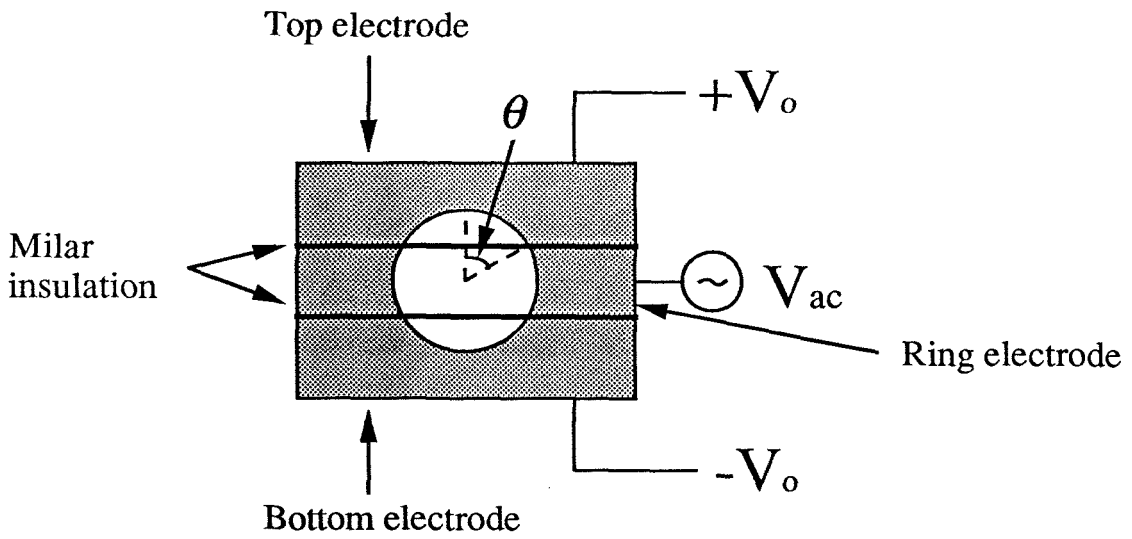 Top electrode
+Vo
θ
Milar
insulation
~
Vac
Ring electrode
-Vo
Bottom electrode